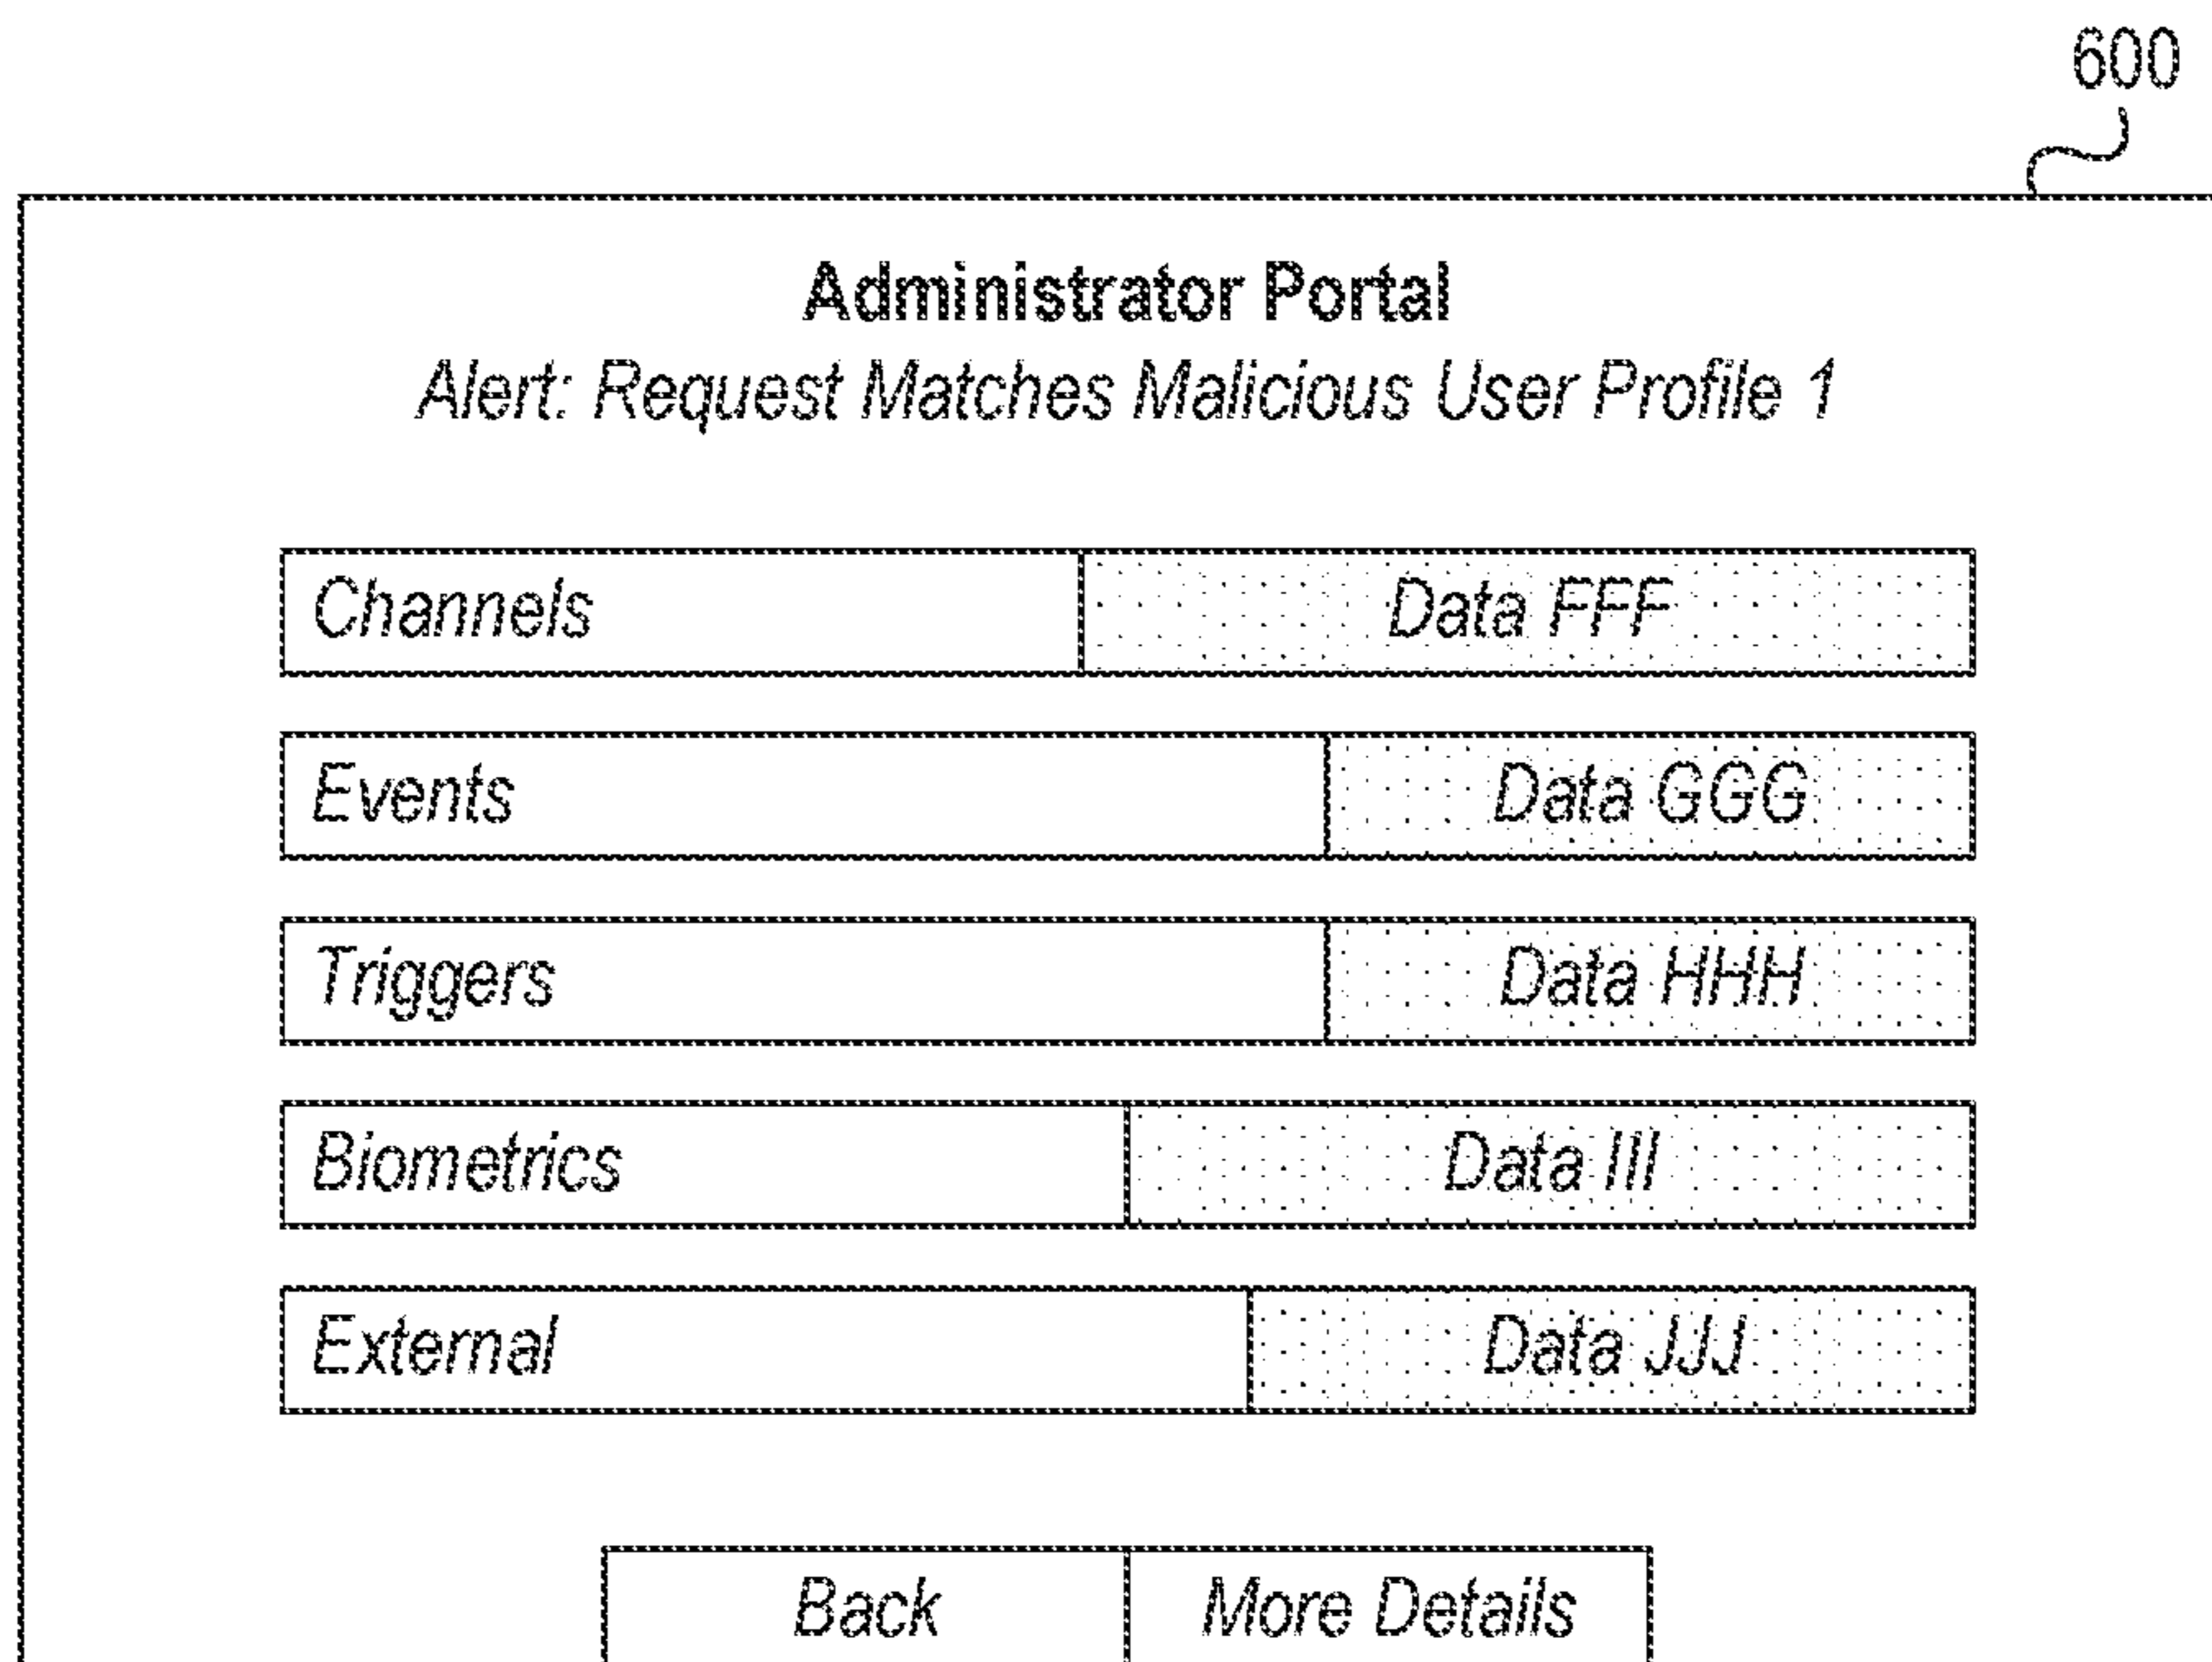 600
Administrator Portal
Alert: Request Matches Malicious User Profile 1
Channels Data FFF
Events Data GGG
Triggers Data HHH
Biometrics Data III
External Data JJJ
Back More Details